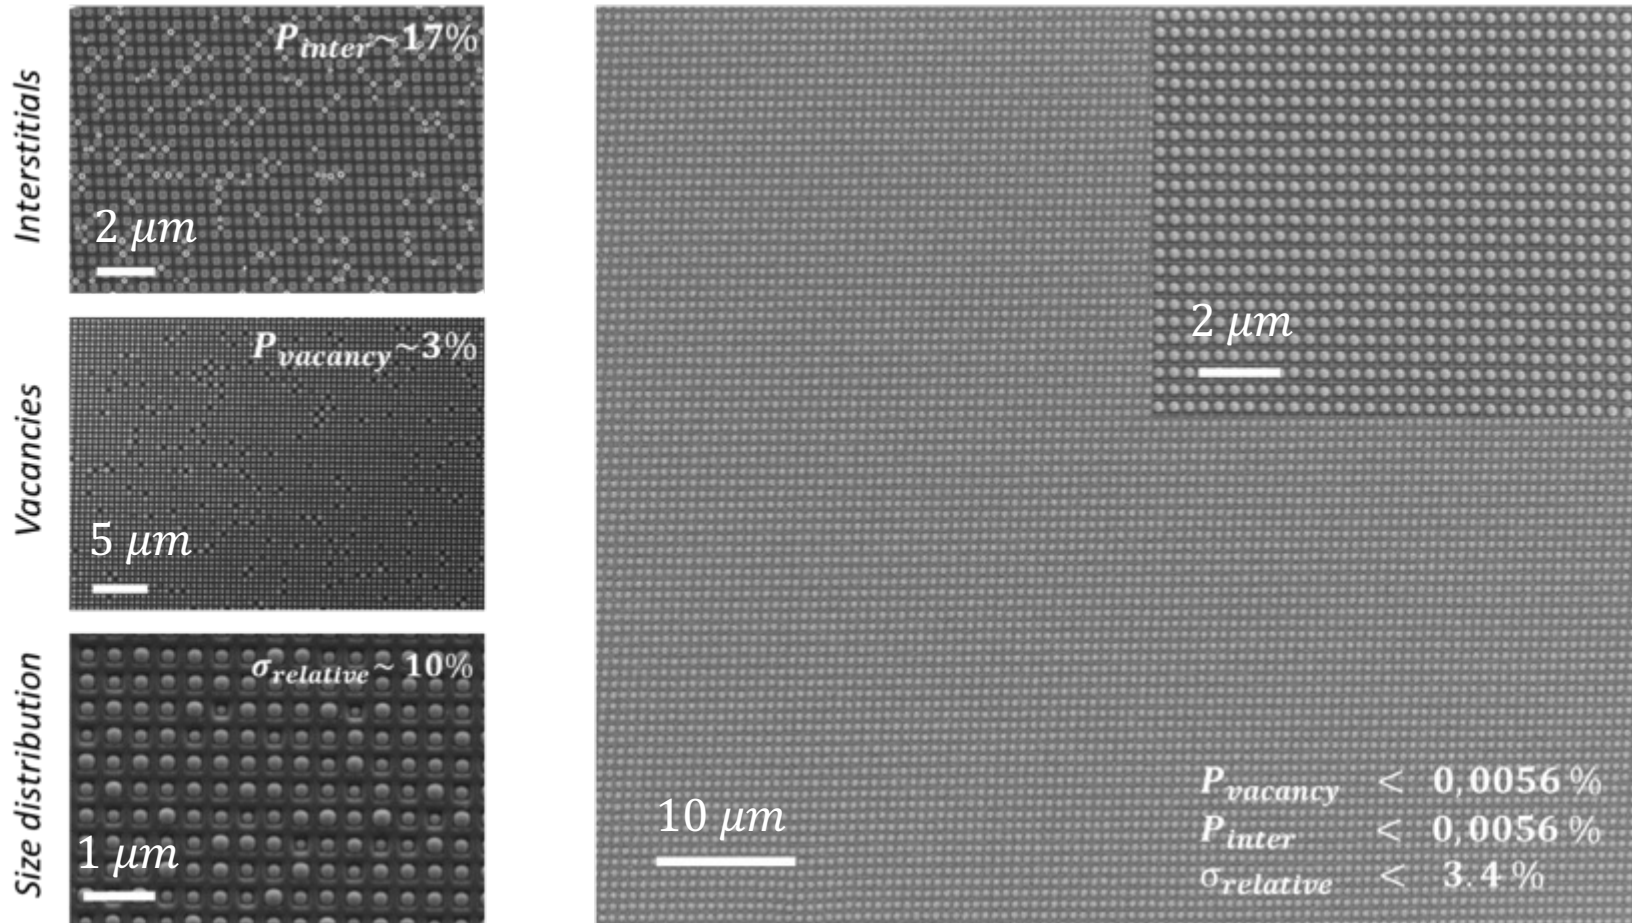 Interstitials
P_inter~17%
2 μm
Vacancies
P_vacancy~3%
5 μm
Size distribution
σ_relative~ 10%
1 μm
2 μm
10 μm
P_vacancy < 0,0056 %
P_inter < 0,0056 %
σ_relative < 3.4 %